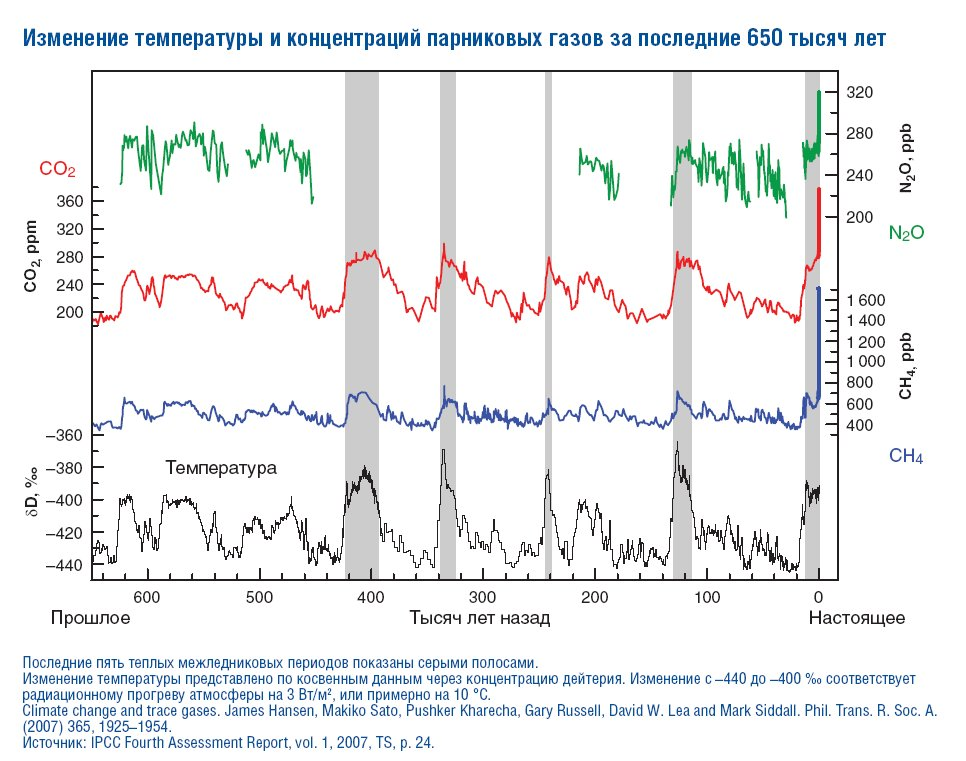 Изменение температуры и концентраций парниковых газов за последние 650 тысяч лет
320
280
240
200
N₂O, ppb
N₂O
CO₂
360
320
280
240
200
CO₂, ppm
1 600
1 400
1 200
1 000
800
600
400
CH₄, ppb
CH₄
–360
–380
–400
–420
–440
δD, ‰
Температура
600 500 400 300 200 100 0
Прошлое Тысяч лет назад Настоящее
Последние пять теплых межледниковых периодов показаны серыми полосами.
Изменение температуры представлено по косвенным данным через концентрацию дейтерия. Изменение с –440 до –400 ‰ соответствует
радиационному прогреву атмосферы на 3 Вт/м², или примерно на 10 °C.
Climate change and trace gases. James Hansen, Makiko Sato, Pushker Kharecha, Gary Russell, David W. Lea and Mark Siddall. Phil. Trans. R. Soc. A.
(2007) 365, 1925–1954.
Источник: IPCC Fourth Assessment Report, vol. 1, 2007, TS, p. 24.